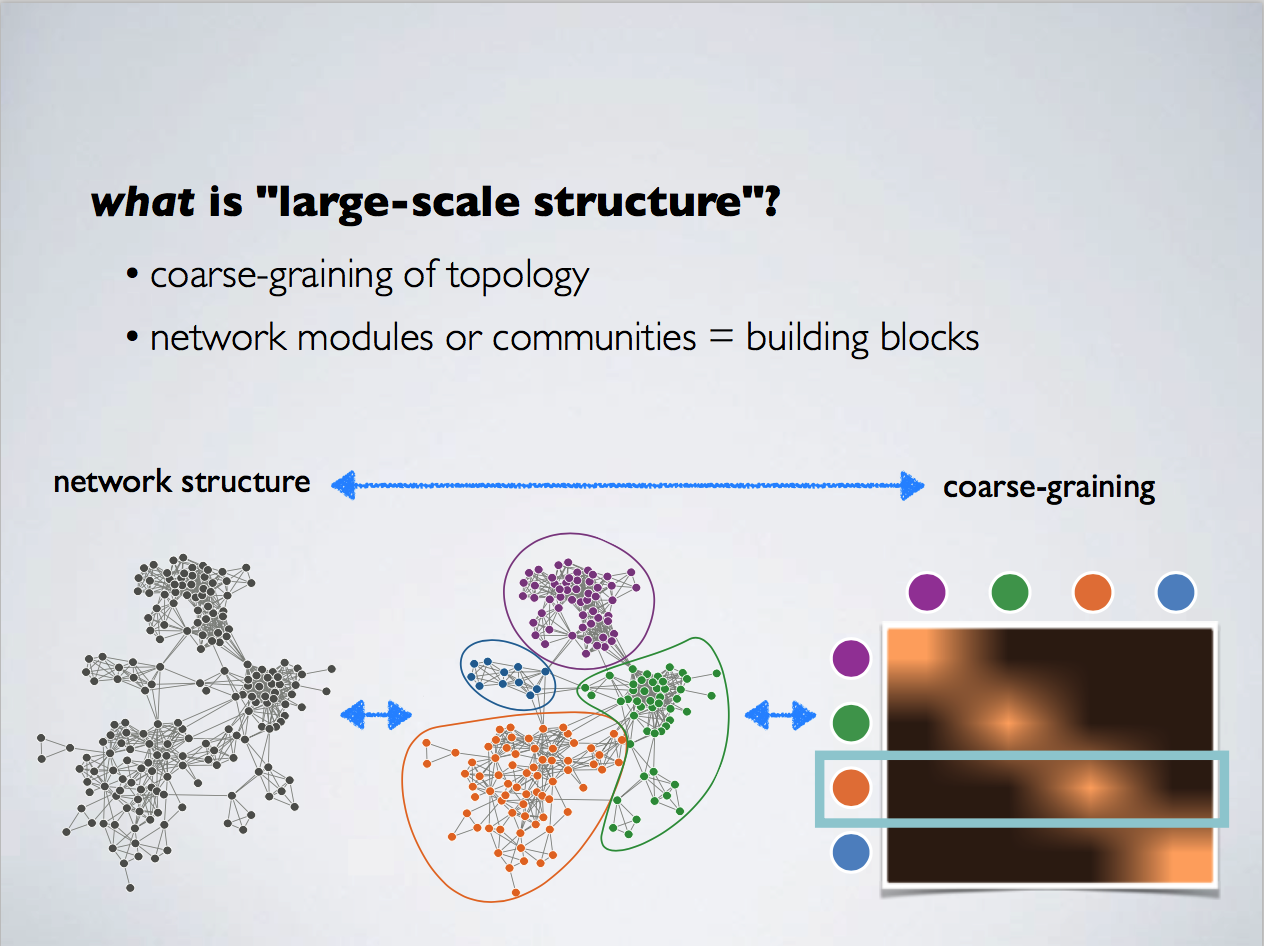 what is "large-scale structure"?
• coarse-graining of topology
• network modules or communities = building blocks
network structure
coarse-graining